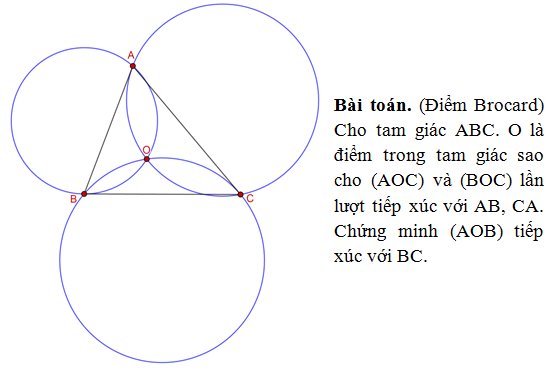 A
O
B
C
Bài toán. (Điểm Brocard)
Cho tam giác ABC. O là
điểm trong tam giác sao
cho (AOC) và (BOC) lần
lượt tiếp xúc với AB, CA.
Chứng minh (AOB) tiếp
xúc với BC.